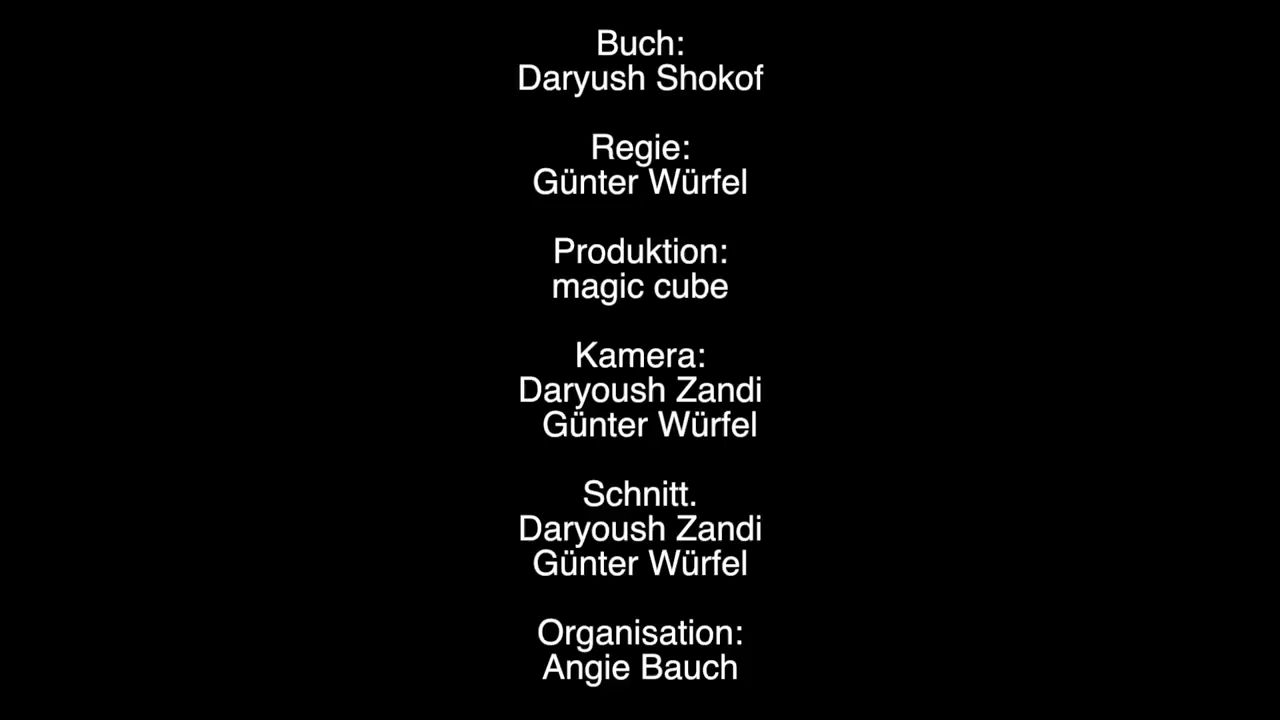 Buch:
Daryush Shokof
Regie:
Günter Würfel
Produktion:
magic cube
Kamera:
Daryoush Zandi
Günter Würfel
Schnitt.
Daryoush Zandi
Günter Würfel
Organisation:
Angie Bauch